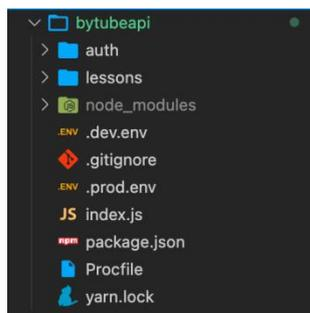 bytubeapi
auth
lessons
node_modules
.ENV .dev.env
.gitignore
.ENV .prod.env
JS index.js
npm package.json
Procfile
yarn.lock